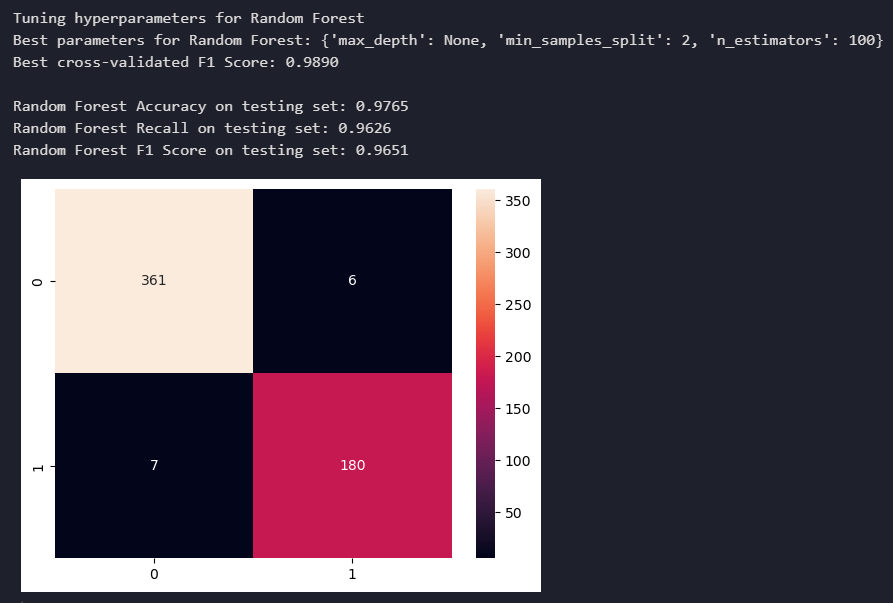 Tuning hyperparameters for Random Forest
Best parameters for Random Forest: {'max_depth': None, 'min_samples_split': 2, 'n_estimators': 100}
Best cross-validated F1 Score: 0.9890
Random Forest Accuracy on testing set: 0.9765
Random Forest Recall on testing set: 0.9626
Random Forest F1 Score on testing set: 0.9651
350
300
250
200
150
100
50
0
361
6
1
7
180
0
1